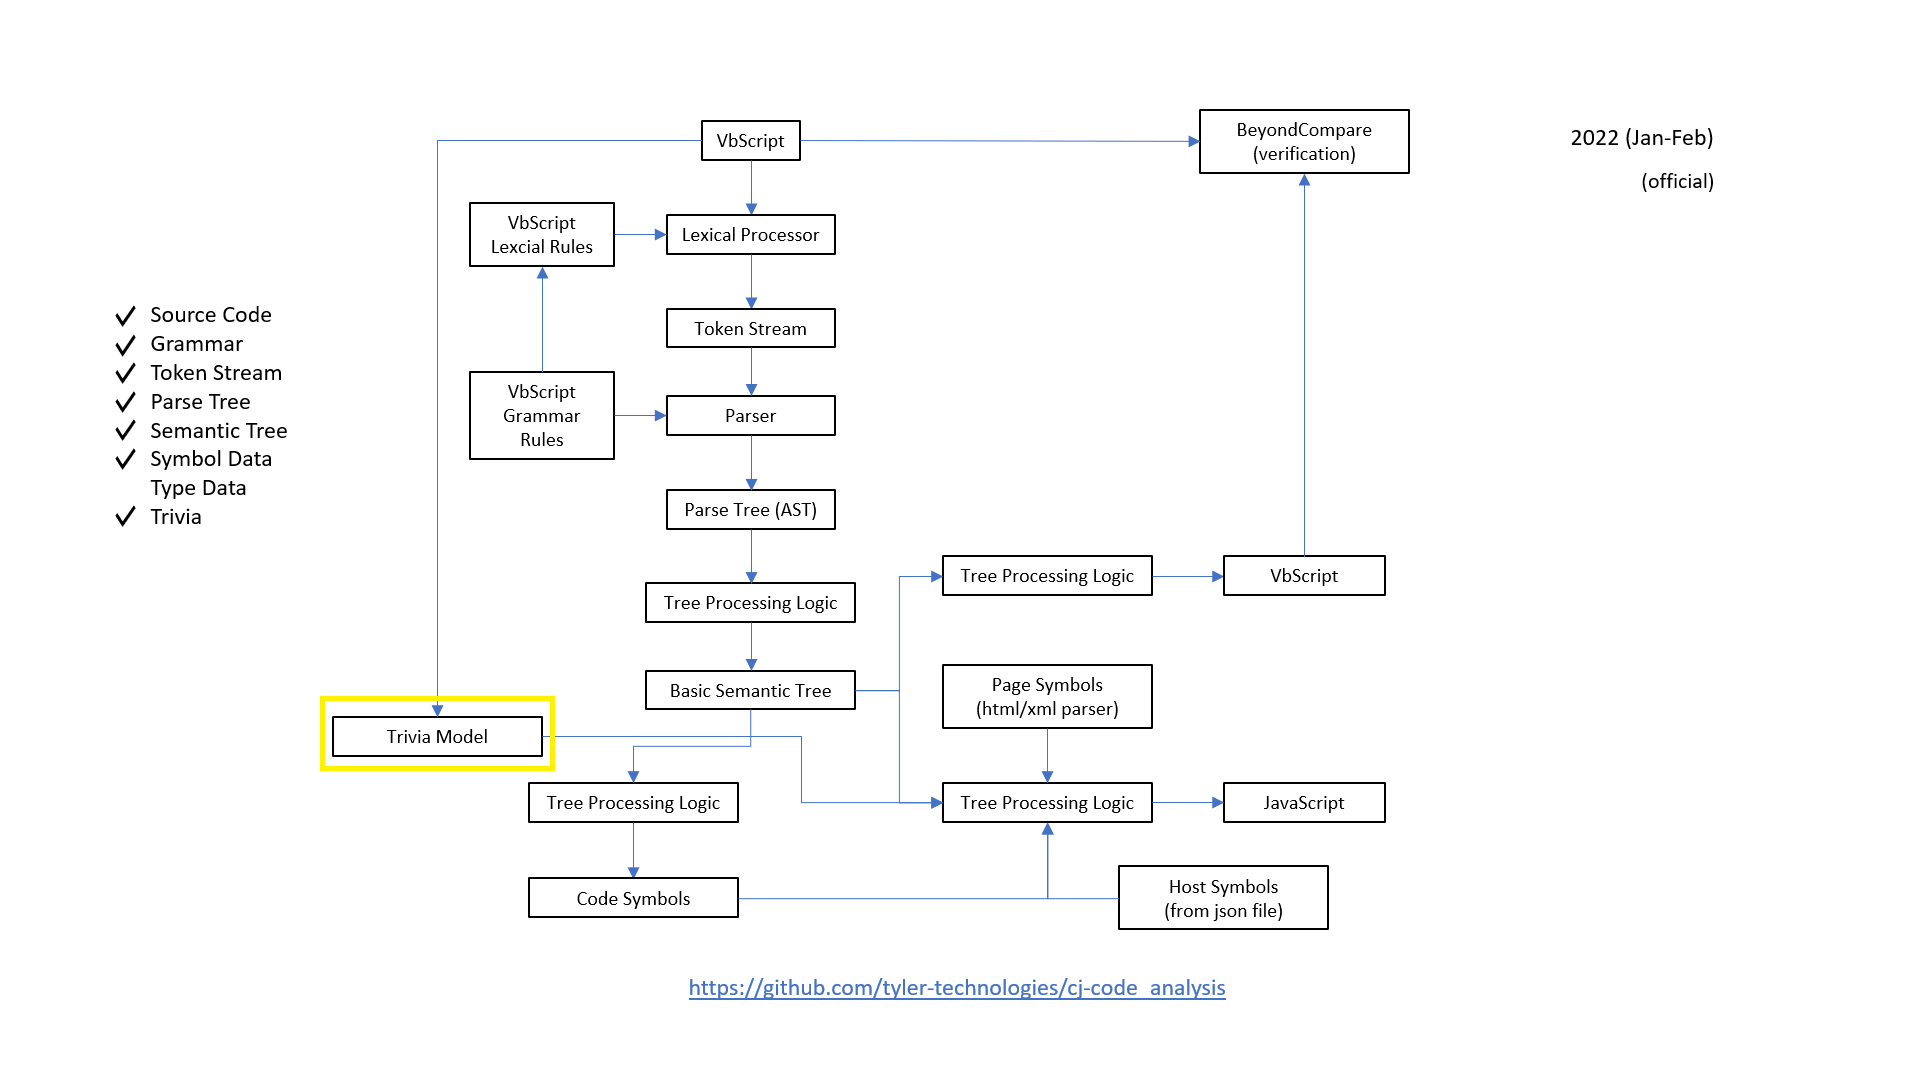 VbScript
BeyondCompare
(verification)
2022 (Jan-Feb)
(official)
VbScript
Lexcial Rules
Lexical Processor
Source Code
Grammar
Token Stream
Parse Tree
Semantic Tree
Symbol Data
Type Data
Trivia
Token Stream
VbScript
Grammar
Rules
Parser
Parse Tree (AST)
Tree Processing Logic
Tree Processing Logic
VbScript
Basic Semantic Tree
Page Symbols
(html/xml parser)
Trivia Model
Tree Processing Logic
Tree Processing Logic
JavaScript
Code Symbols
Host Symbols
(from json file)
https://github.com/tyler-technologies/cj-code_analysis